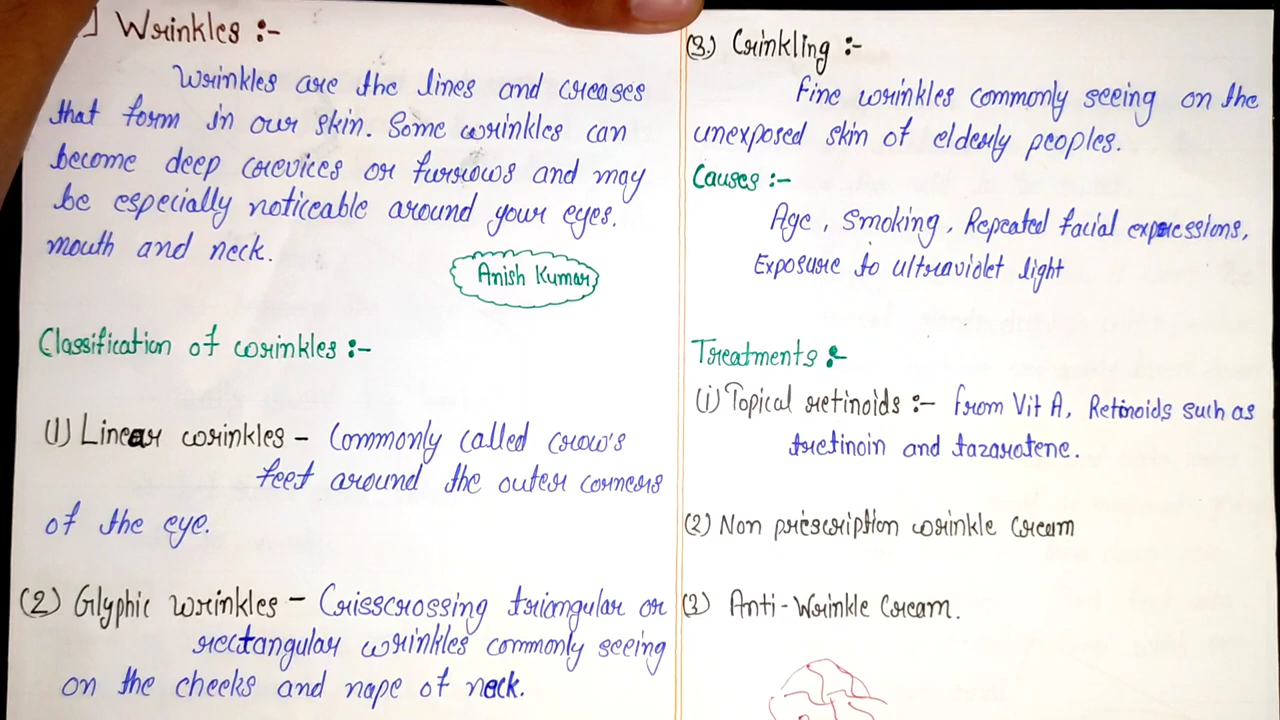 ] Wrinkles :-
Wrinkles are the lines and creases
that form in our skin. Some wrinkles can
become deep crevices or furrows and may
be especially noticeable around your eyes.
mouth and neck.
Anish Kumar
Classification of wrinkles :-
(1) Linear wrinkles - Commonly called crow's
feet around the outer corners
of the eye.
(2) Glyphic wrinkles - Crisscrossing triangular or
rectangular wrinkles commonly seeing
on the cheeks and nape of neck.
(3.) Crinkling :-
Fine wrinkles commonly seeing on the
unexposed skin of elderly peoples.
Causes :-
Age, Smoking, Repeated facial expressions,
Exposure to ultraviolet light
Treatments :-
(i) Topical retinoids :- from Vit A, Retinoids such as
tretinoin and tazarotene.
(2) Non prescription wrinkle cream
(3) Anti-Wrinkle Cream.